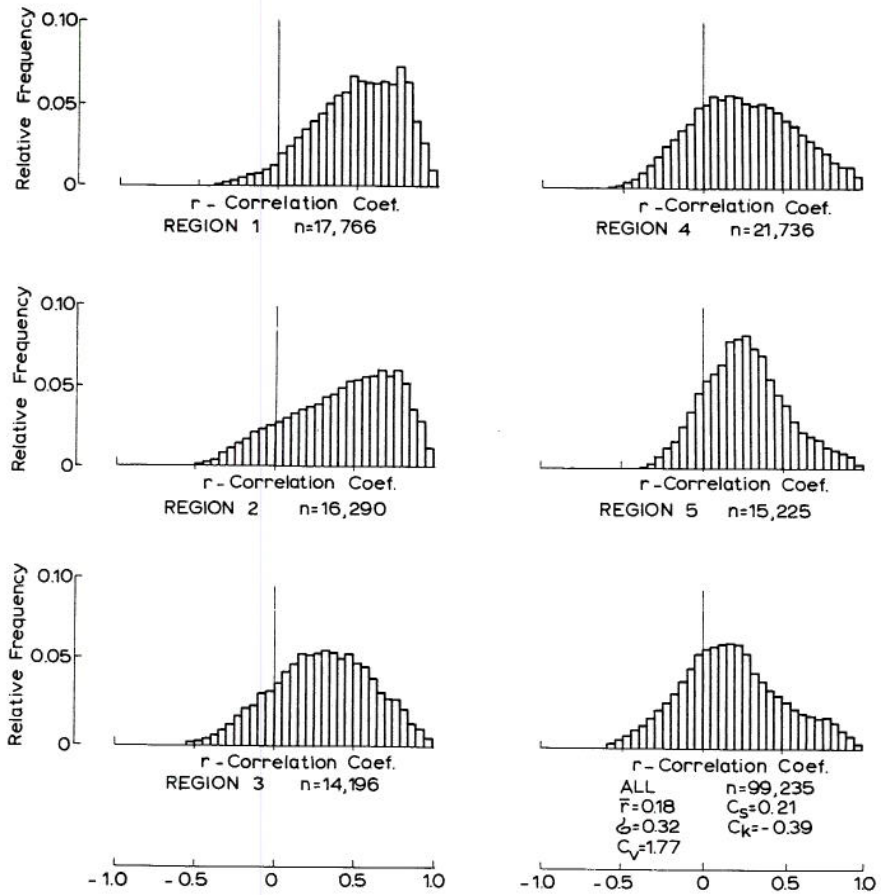 0.10
0.05
0
Relative Frequency
r - Correlation Coef.
REGION 1 n=17,766
r - Correlation Coef.
REGION 4 n=21,736
0.10
0.05
0
Relative Frequency
r - Correlation Coef.
REGION 2 n=16,290
r - Correlation Coef.
REGION 5 n=15,225
0.10
0.05
0
Relative Frequency
r - Correlation Coef.
REGION 3 n=14,196
r - Correlation Coef.
ALL n=99,235
r̄=0.18 Cs=0.21
σ=0.32 Ck=-0.39
Cv=1.77
-1.0 -0.5 0 0.5 1.0
-1.0 -0.5 0 0.5 1.0